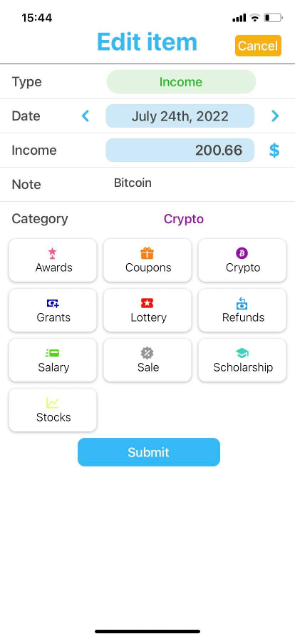 15:44
Edit item
Cancel
Type Income
Date July 24th, 2022
Income 200.66 $
Note Bitcoin
Category Crypto
Awards Coupons Crypto
Grants Lottery Refunds
Salary Sale Scholarship
Stocks
Submit